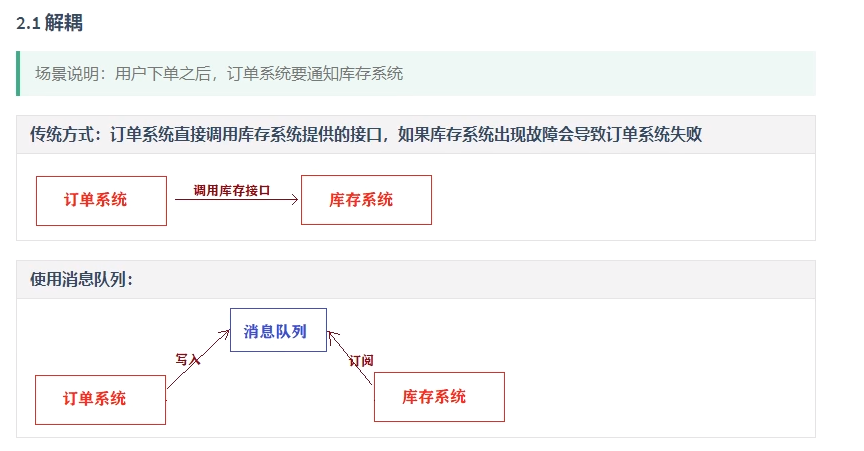 2.1 解耦
场景说明：用户下单之后，订单系统要通知库存系统
传统方式：订单系统直接调用库存系统提供的接口，如果库存系统出现故障会导致订单系统失败
订单系统
调用库存接口
库存系统
使用消息队列：
消息队列
写入
订阅
订单系统
库存系统